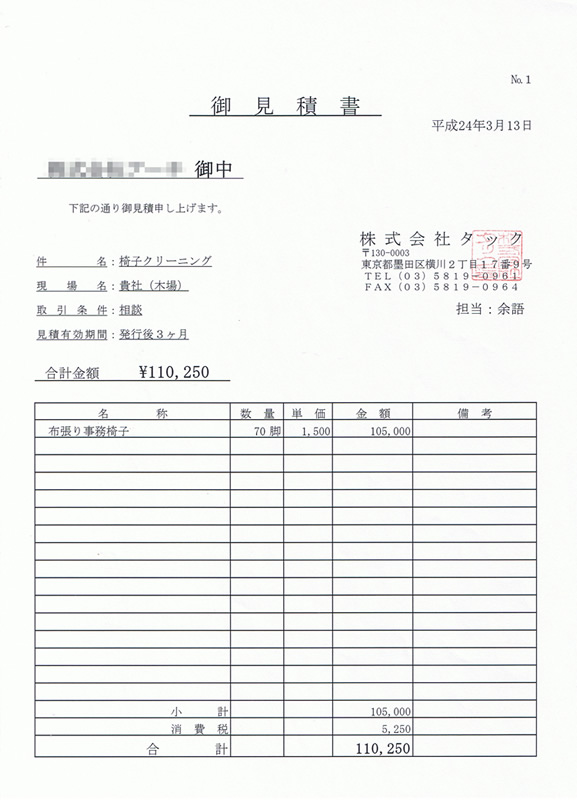 No. 1
御見積書
平成24年3月13日
御中
下記の通り御見積申し上げます。
株式会社タック
〒130-0003
東京都墨田区横川2丁目17番9号
TEL(03)5819-0961
FAX(03)5819-0964
担当：余語
件名：椅子クリーニング
現場名：貴社（木場）
取引条件：相談
見積有効期間：発行後3ヶ月
合計金額 ¥110,250
名称 数量 単価 金額 備考
布張り事務椅子 70脚 1,500 105,000
小計 105,000
消費税 5,250
合計 110,250